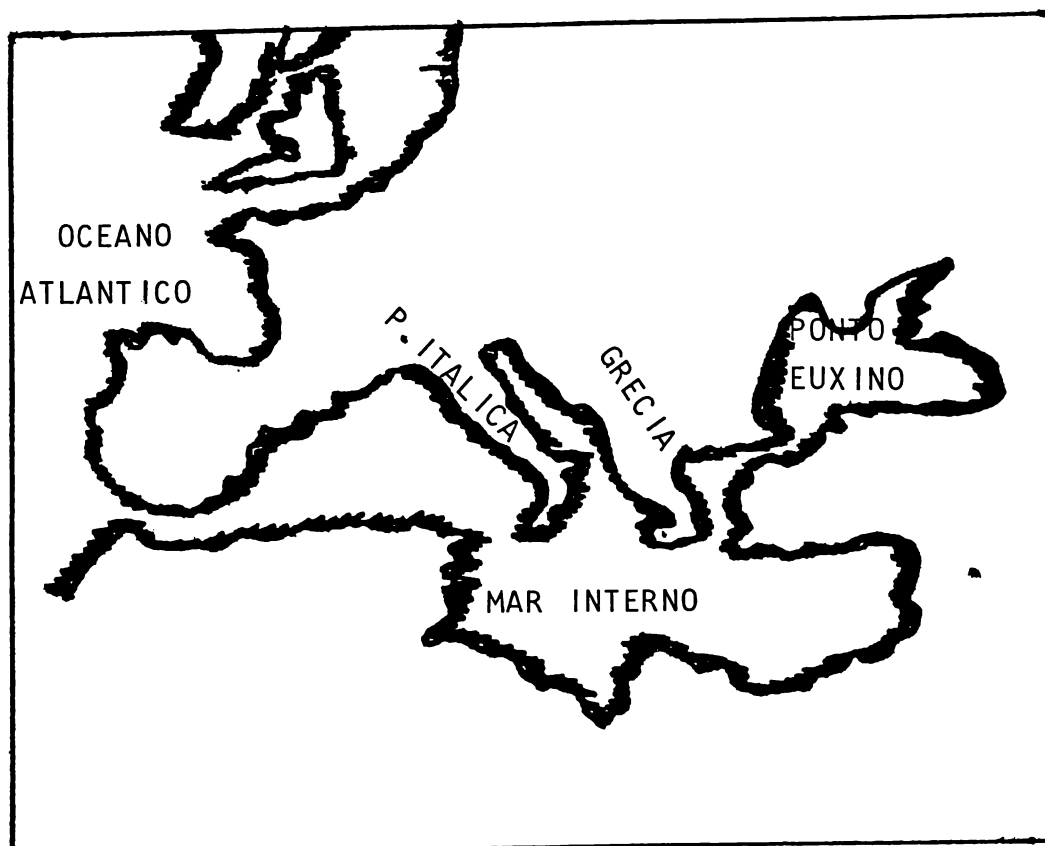 OCEANO
ATLANTICO
P. ITALICA
GRECIA
PONTO
EUXINO
MAR INTERNO